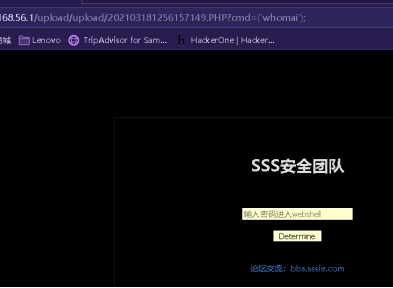 168.56.1/upload/upload/202103181256157149.PHP?cmd=('whomai');
商城 Lenovo TripAdvisor for Sam... HackerOne | Hacker...
SSS安全团队
输入密码进入webshell
Determine
论坛交流：bbs.sssie.com